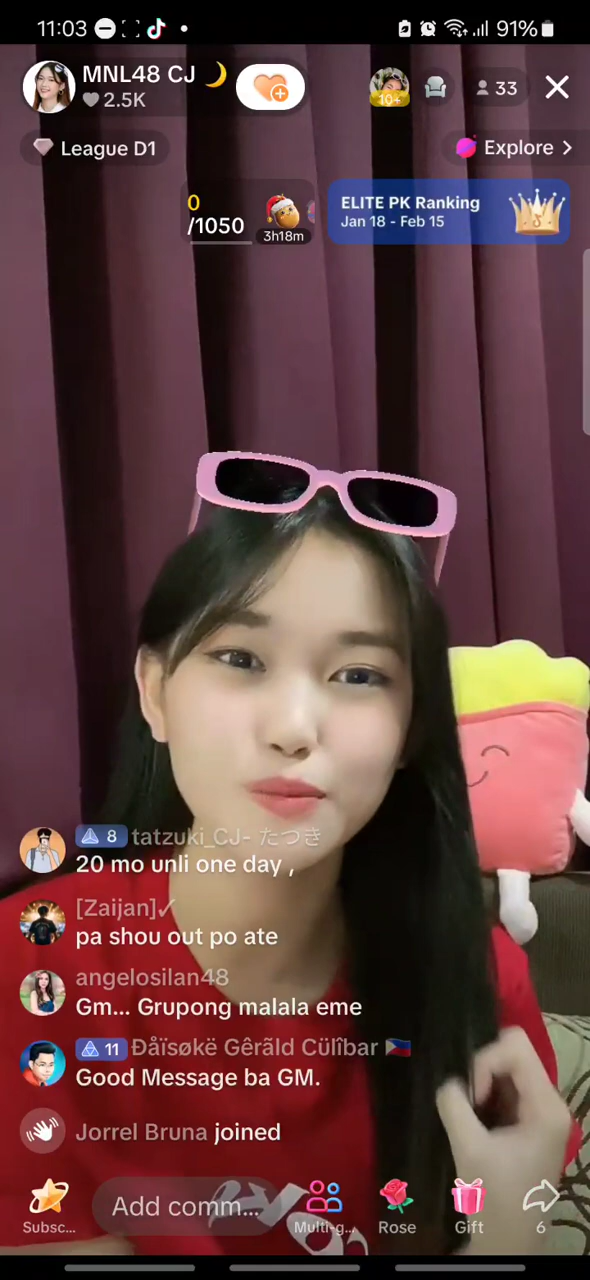 11:03
91%
MNL48 CJ 🌙
2.5K
10+
33
League D1
Explore
0
/1050
3h18m
ELITE PK Ranking
Jan 18 - Feb 15
8 tatzuki_CJ- たつき
20 mo unli one day ,
[Zaijan]✓
pa shou out po ate
angelosilan48
Gm... Grupong malala eme
11 Ðåïsøkë Gêrãld Cülîbar 🇵🇭
Good Message ba GM.
Jorrel Bruna joined
Add comm...
Subsc...
Multi-g...
Rose
Gift
6